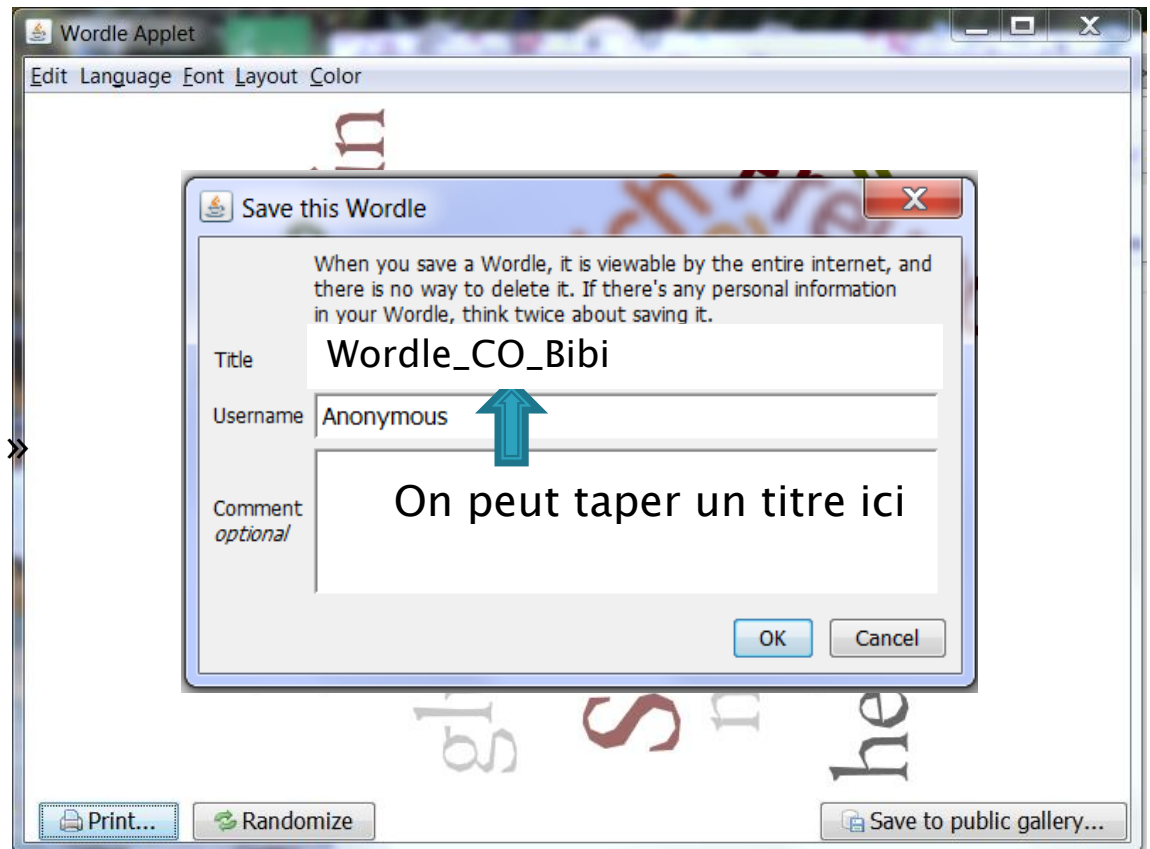 Wordle Applet
Edit Language Font Layout Color
in
Save this Wordle
When you save a Wordle, it is viewable by the entire internet, and
there is no way to delete it. If there's any personal information
in your Wordle, think twice about saving it.
Title Wordle_CO_Bibi
Username Anonymous
»
On peut taper un titre ici
Comment
optional
OK Cancel
he
Print... Randomize Save to public gallery...